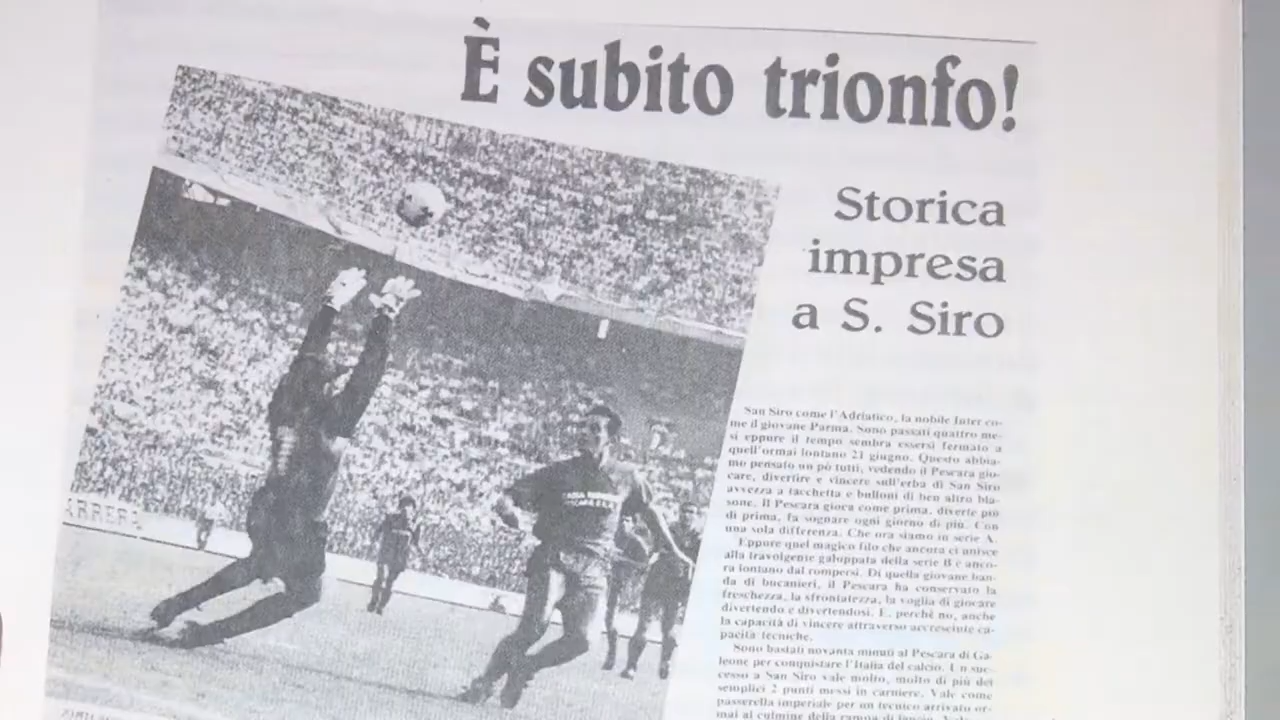 È subito trionfo!
Storica
impresa
a S. Siro
San Siro come l'Adriatico, la nobile Inter co-
me il giovane Parma. Sono passati quattro me-
si eppure il tempo sembra essersi fermato a
quell'ormai lontano 21 giugno. Questo abbia-
mo pensato un pò tutti, vedendo il Pescara gio-
care, divertire e vincere sull'erba di San Siro
avvezza a tacchetta e bulloni di ben altro bla-
sone. Il Pescara gioca come prima, diverte più
di prima, fa sognare ogni giorno di più. Con
una sola differenza. Che ora siamo in serie A.
Eppure quel magico filo che ancora ci unisce
alla travolgente galuppata della serie B è anco-
ra lontano dal rompersi. Di quella giovane ban-
da di bucanieri, il Pescara ha conservato la
freschezza, la sfrontatezza, la voglia di giocare
divertendo e divertendosi. E, perchè no, anche
la capacità di vincere attraverso accresciute ca-
pacità tecniche.
Sono bastati novanta minuti al Pescara di Ga-
leone per conquistare l'Italia del calcio. Un suc-
cesso a San Siro vale molto, molto di più dei
semplici 2 punti messi in carniere. Vale come
passerella imperiale per un tecnico arrivato or-
mai al culmine della rampa di lancio. Vale
ARRERA